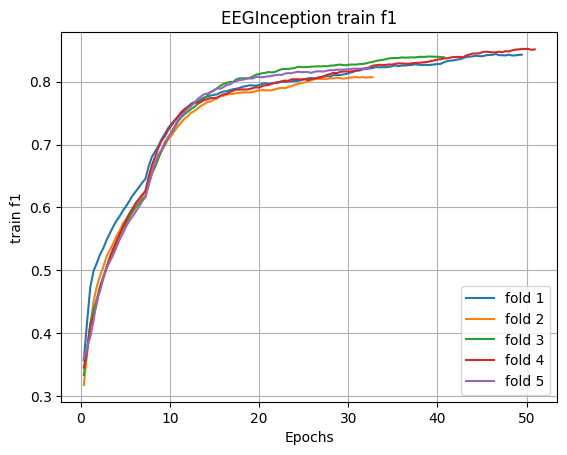 EEGInception train f1
train f1
0.8
0.7
0.6
0.5
0.4
0.3
0 10 20 30 40 50
Epochs
fold 1
fold 2
fold 3
fold 4
fold 5